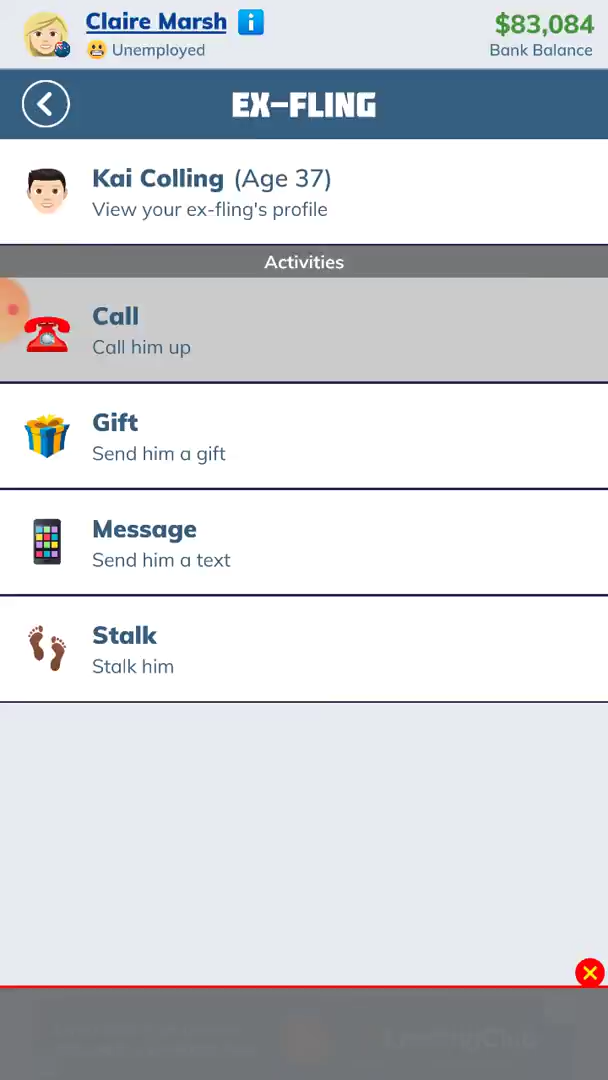 Claire Marsh i
Unemployed
$83,084
Bank Balance
EX-FLING
Kai Colling (Age 37)
View your ex-fling's profile
Activities
Call
Call him up
Gift
Send him a gift
Message
Send him a text
Stalk
Stalk him